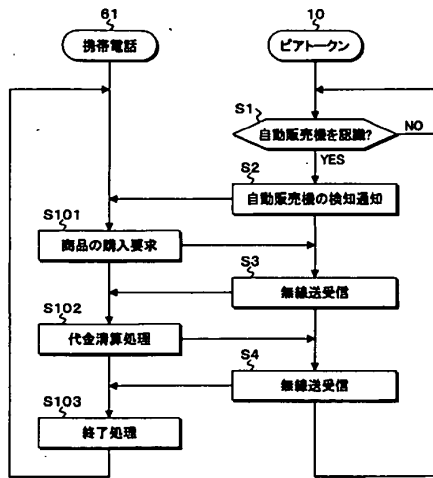 61
携帯電話
10
ピアトークン
S1
自動販売機を認識?
NO
YES
S2
自動販売機の検知通知
S101
商品の購入要求
S3
無線送受信
S102
代金清算処理
S4
無線送受信
S103
終了処理